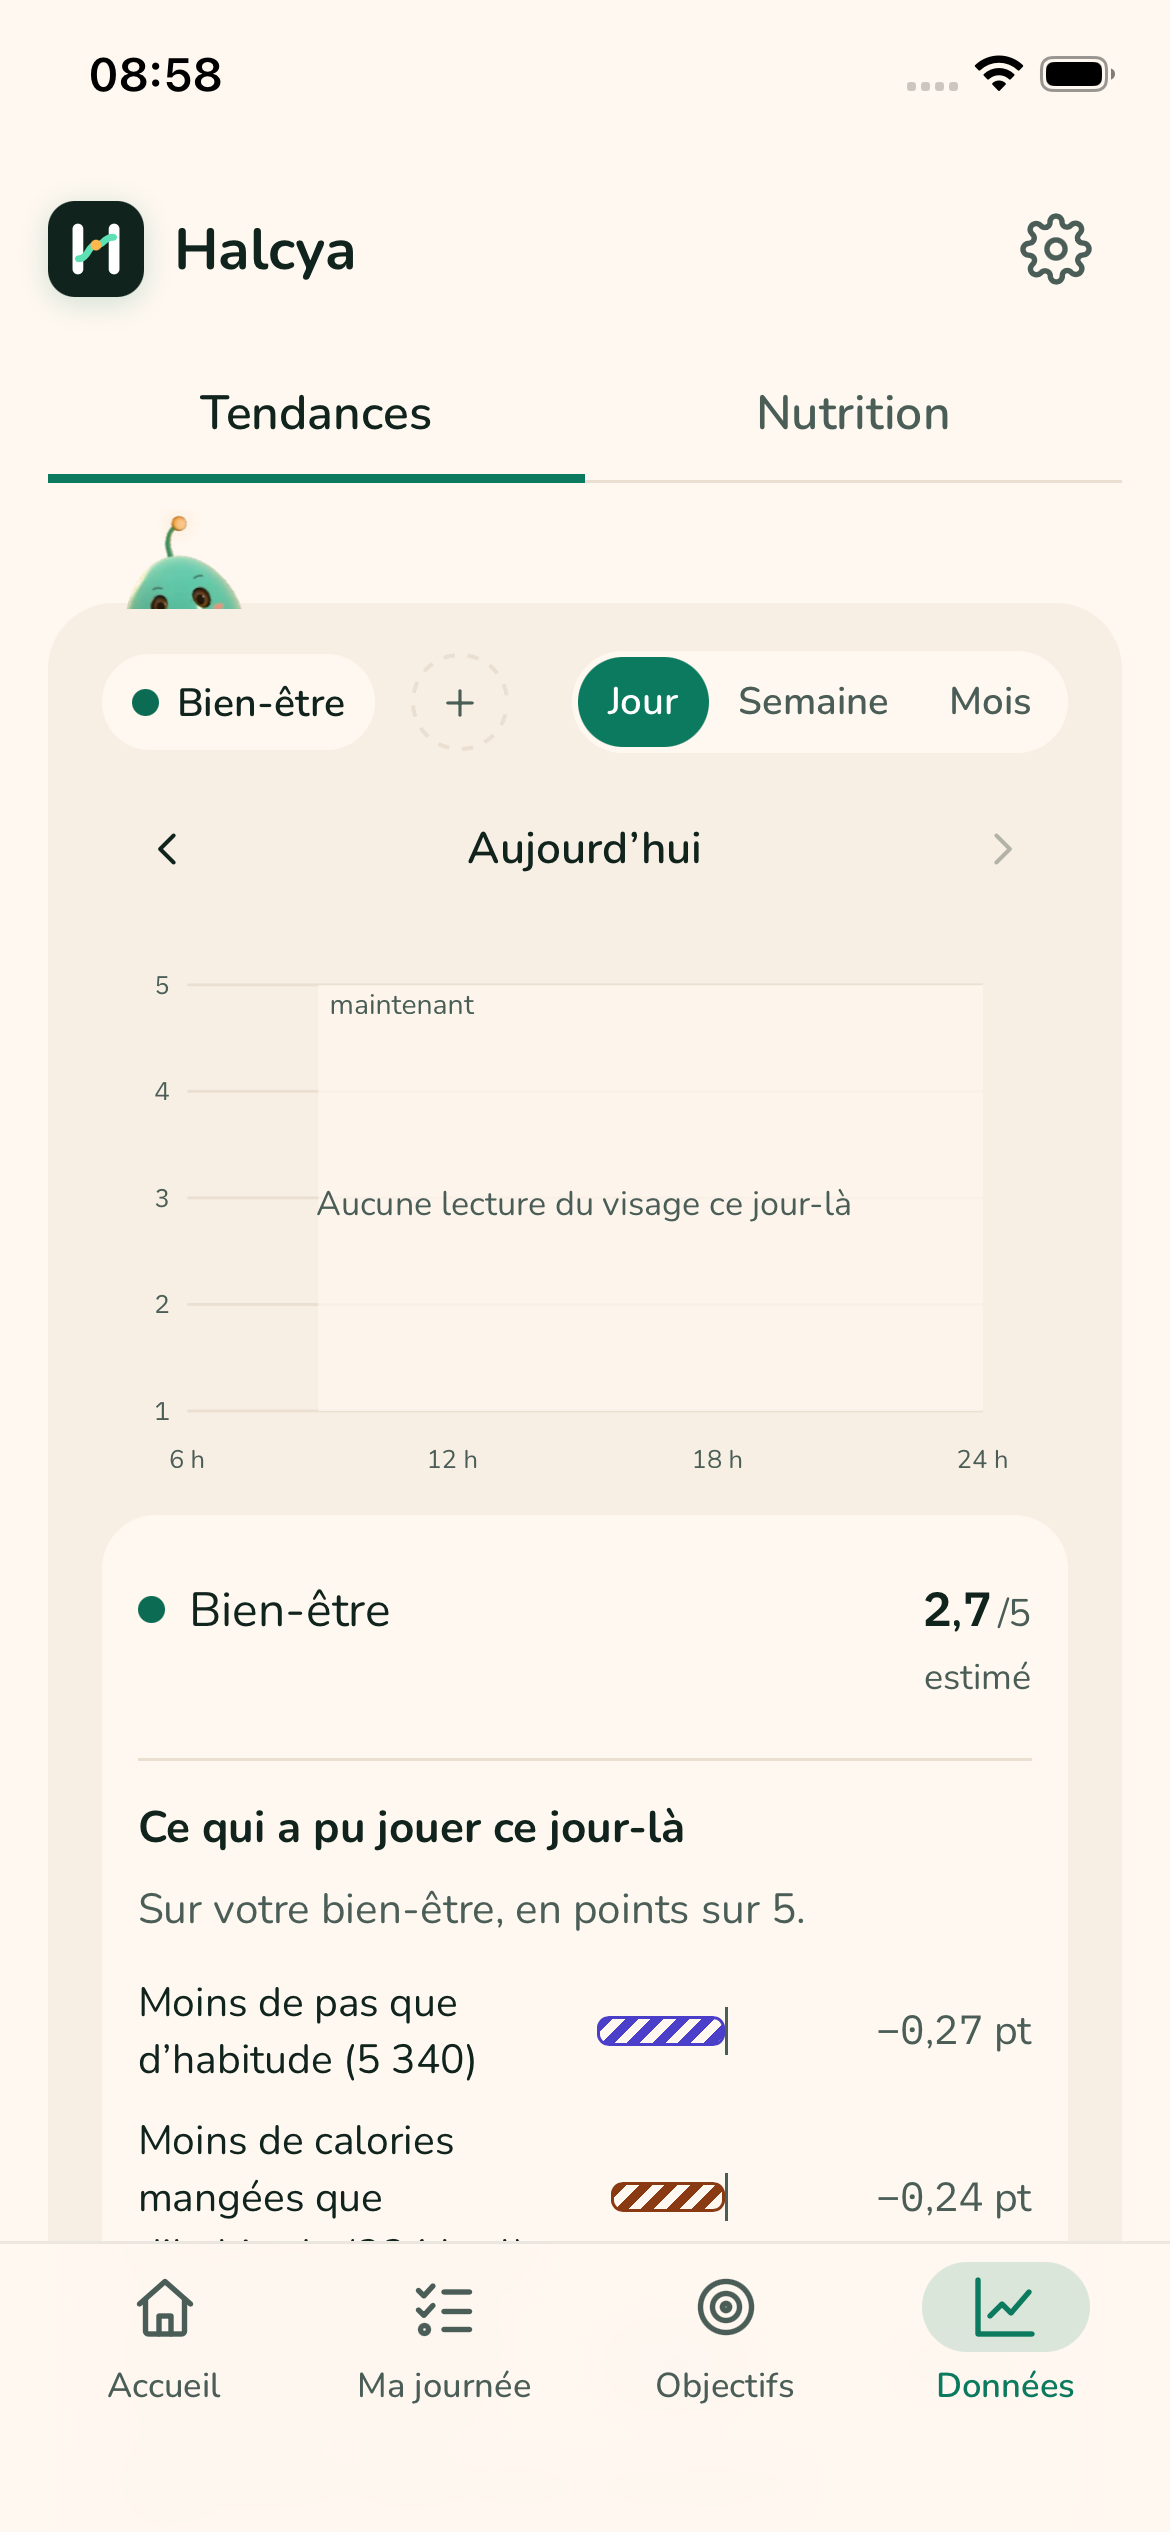 08:58
Halcya
Tendances
Nutrition
Bien-être
+
Jour
Semaine
Mois
Aujourd’hui
5
maintenant
4
3
Aucune lecture du visage ce jour-là
2
1
6 h
12 h
18 h
24 h
Bien-être
2,7 /5
estimé
Ce qui a pu jouer ce jour-là
Sur votre bien-être, en points sur 5.
Moins de pas que
d’habitude (5 340)
−0,27 pt
Moins de calories
mangées que
−0,24 pt
Accueil
Ma journée
Objectifs
Données